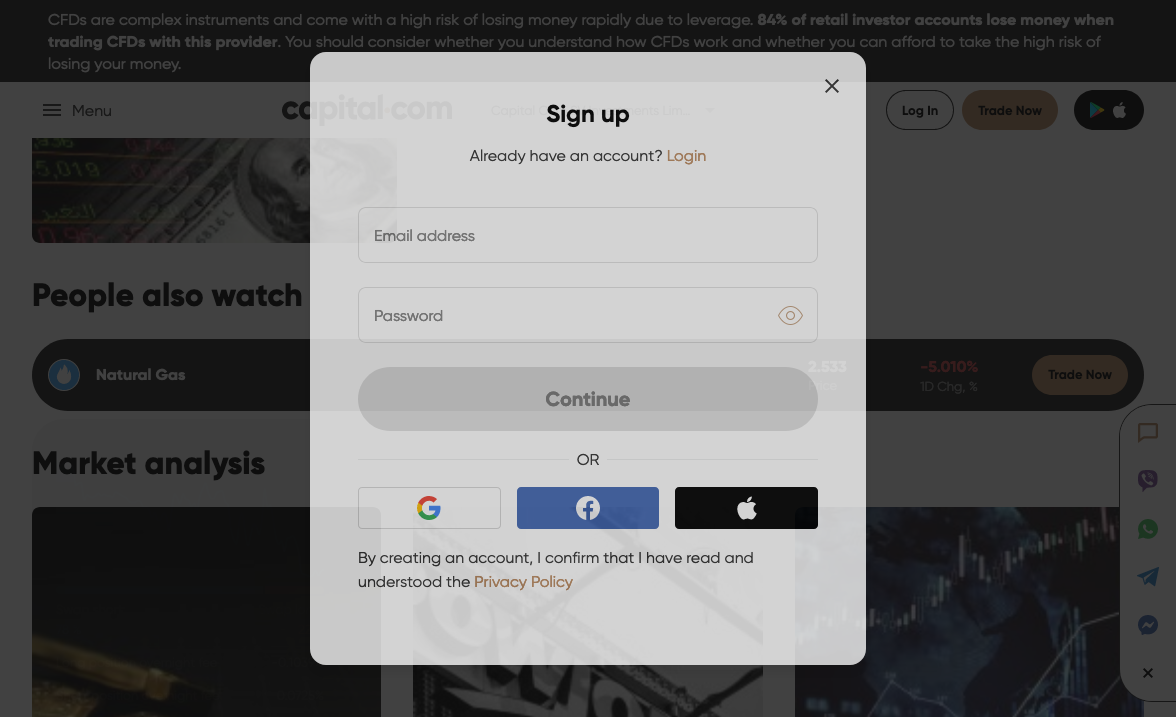 CFDs are complex instruments and come with a high risk of losing money rapidly due to leverage. 84% of retail investor accounts lose money when
trading CFDs with this provider. You should consider whether you understand how CFDs work and whether you can afford to take the high risk of
losing your money.
Menu
capital.com
Log In
Trade Now
Sign up
Already have an account? Login
Email address
Password
Continue
OR
By creating an account, I confirm that I have read and
understood the Privacy Policy
5,019
People also watch
Natural Gas
2.533
-5.010%
1D Chg, %
Trade Now
Market analysis